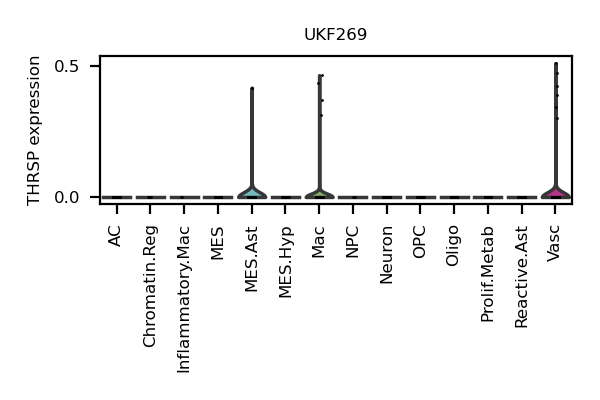 UKF269
THRSP expression
0.5
0.0
AC
Chromatin.Reg
Inflammatory.Mac
MES
MES.Ast
MES.Hyp
Mac
NPC
Neuron
OPC
Oligo
Prolif.Metab
Reactive.Ast
Vasc